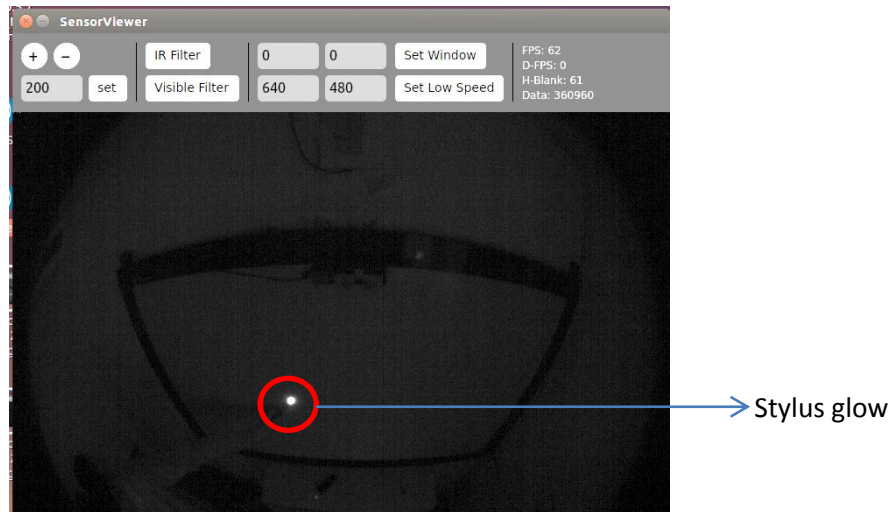 SensorViewer
+ −
IR Filter
0
0
Set Window
200
set
Visible Filter
640
480
Set Low Speed
FPS: 62
D-FPS: 0
H-Blank: 61
Data: 360960
Stylus glow